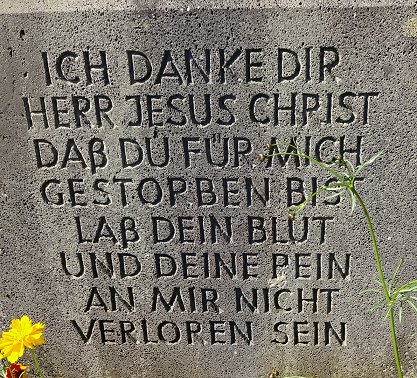 ICH DANKE DIR
HERR JESUS CHRIST
DAß DU FÜR MICH
GESTORBEN BIST
LAß DEIN BLUT
UND DEINE PEIN
AN MIR NICHT
VERLOREN SEIN